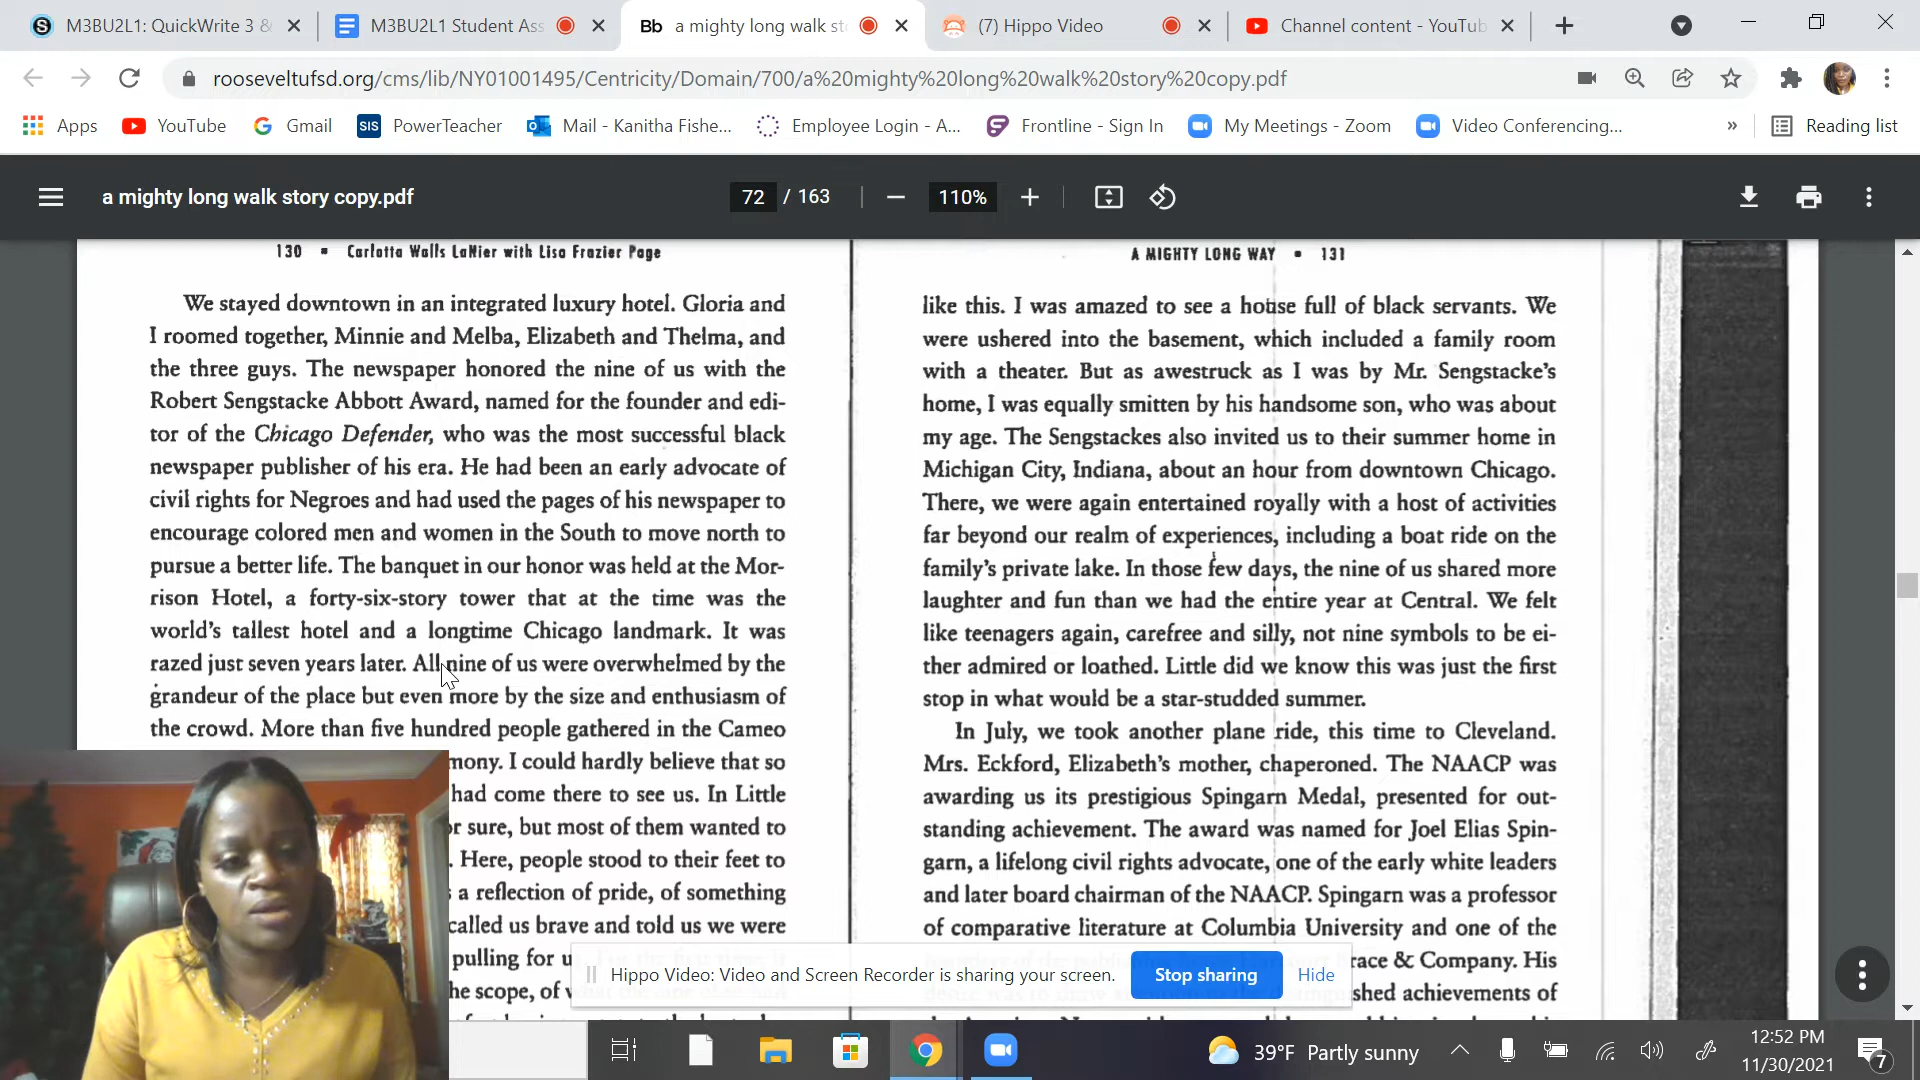 M3BU2L1: QuickWrite 3 &
M3BU2L1 Student Ass
Bb a mighty long walk st
(7) Hippo Video
Channel content - YouTub
rooseveltufsd.org/cms/lib/NY01001495/Centricity/Domain/700/a%20mighty%20long%20walk%20story%20copy.pdf
Apps
YouTube
Gmail
SIS PowerTeacher
Mail - Kanitha Fishe...
Employee Login - A...
Frontline - Sign In
My Meetings - Zoom
Video Conferencing...
»
Reading list
a mighty long walk story copy.pdf
72 / 163
110%
130 ▪ Carlotta Walls LaNier with Lisa Frazier Page
We stayed downtown in an integrated luxury hotel. Gloria and
I roomed together, Minnie and Melba, Elizabeth and Thelma, and
the three guys. The newspaper honored the nine of us with the
Robert Sengstacke Abbott Award, named for the founder and edi-
tor of the Chicago Defender, who was the most successful black
newspaper publisher of his era. He had been an early advocate of
civil rights for Negroes and had used the pages of his newspaper to
encourage colored men and women in the South to move north to
pursue a better life. The banquet in our honor was held at the Mor-
rison Hotel, a forty-six-story tower that at the time was the
world's tallest hotel and a longtime Chicago landmark. It was
razed just seven years later. All nine of us were overwhelmed by the
grandeur of the place but even more by the size and enthusiasm of
the crowd. More than five hundred people gathered in the Cameo
mony. I could hardly believe that so
had come there to see us. In Little
r sure, but most of them wanted to
. Here, people stood to their feet to
a reflection of pride, of something
called us brave and told us we were
pulling for u
he scope, of
A MIGHTY LONG WAY ▪ 131
like this. I was amazed to see a house full of black servants. We
were ushered into the basement, which included a family room
with a theater. But as awestruck as I was by Mr. Sengstacke's
home, I was equally smitten by his handsome son, who was about
my age. The Sengstackes also invited us to their summer home in
Michigan City, Indiana, about an hour from downtown Chicago.
There, we were again entertained royally with a host of activities
far beyond our realm of experiences, including a boat ride on the
family's private lake. In those few days, the nine of us shared more
laughter and fun than we had the entire year at Central. We felt
like teenagers again, carefree and silly, not nine symbols to be ei-
ther admired or loathed. Little did we know this was just the first
stop in what would be a star-studded summer.
In July, we took another plane ride, this time to Cleveland.
Mrs. Eckford, Elizabeth's mother, chaperoned. The NAACP was
awarding us its prestigious Spingarn Medal, presented for out-
standing achievement. The award was named for Joel Elias Spin-
garn, a lifelong civil rights advocate, one of the early white leaders
and later board chairman of the NAACP. Spingarn was a professor
of comparative literature at Columbia University and one of the
race & Company. His
shed achievements of
Hippo Video: Video and Screen Recorder is sharing your screen.
Stop sharing
Hide
39°F Partly sunny
12:52 PM
11/30/2021
7